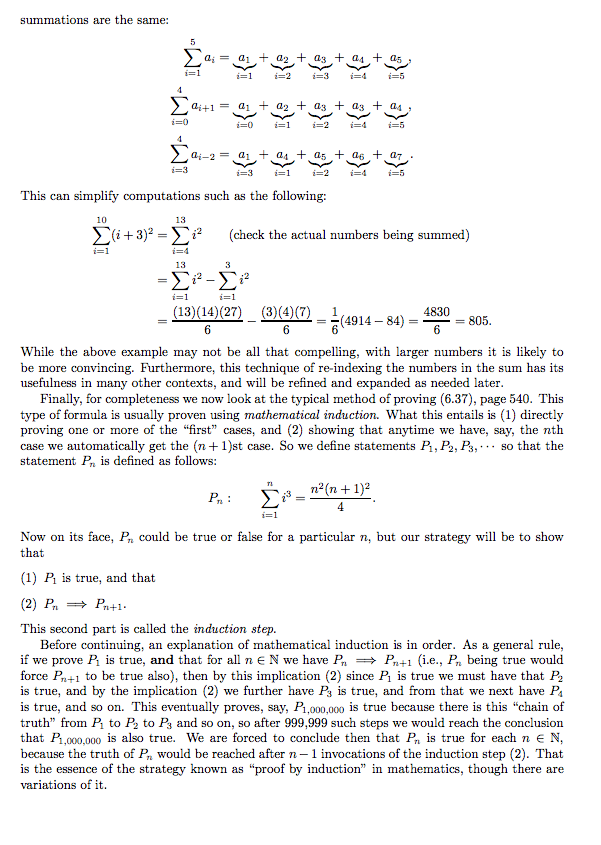 summations are the same:
\sum_{i=1}^{5} a_i = \underbrace{a_1}_{i=1} + \underbrace{a_2}_{i=2} + \underbrace{a_3}_{i=3} + \underbrace{a_4}_{i=4} + \underbrace{a_5}_{i=5},
\sum_{i=0}^{4} a_{i+1} = \underbrace{a_1}_{i=0} + \underbrace{a_2}_{i=1} + \underbrace{a_3}_{i=2} + \underbrace{a_3}_{i=4} + \underbrace{a_4}_{i=5},
\sum_{i=3}^{4} a_{i-2} = \underbrace{a_1}_{i=3} + \underbrace{a_4}_{i=1} + \underbrace{a_5}_{i=2} + \underbrace{a_6}_{i=4} + \underbrace{a_7}_{i=5}.
This can simplify computations such as the following:
\sum_{i=1}^{10} (i+3)^2 = \sum_{i=4}^{13} i^2 (check the actual numbers being summed)
= \sum_{i=1}^{13} i^2 - \sum_{i=1}^{3} i^2
= \frac{(13)(14)(27)}{6} - \frac{(3)(4)(7)}{6} = \frac{1}{6}(4914 - 84) = \frac{4830}{6} = 805.
While the above example may not be all that compelling, with larger numbers it is likely to
be more convincing. Furthermore, this technique of re-indexing the numbers in the sum has its
usefulness in many other contexts, and will be refined and expanded as needed later.
Finally, for completeness we now look at the typical method of proving (6.37), page 540. This
type of formula is usually proven using mathematical induction. What this entails is (1) directly
proving one or more of the “first” cases, and (2) showing that anytime we have, say, the nth
case we automatically get the (n + 1)st case. So we define statements P_1, P_2, P_3, ··· so that the
statement P_n is defined as follows:
P_n : \sum_{i=1}^{n} i^3 = \frac{n^2(n+1)^2}{4}.
Now on its face, P_n could be true or false for a particular n, but our strategy will be to show
that
(1) P_1 is true, and that
(2) P_n ⟹ P_{n+1}.
This second part is called the induction step.
Before continuing, an explanation of mathematical induction is in order. As a general rule,
if we prove P_1 is true, and that for all n ∈ ℕ we have P_n ⟹ P_{n+1} (i.e., P_n being true would
force P_{n+1} to be true also), then by this implication (2) since P_1 is true we must have that P_2
is true, and by the implication (2) we further have P_3 is true, and from that we next have P_4
is true, and so on. This eventually proves, say, P_{1,000,000} is true because there is this “chain of
truth” from P_1 to P_2 to P_3 and so on, so after 999,999 such steps we would reach the conclusion
that P_{1,000,000} is also true. We are forced to conclude then that P_n is true for each n ∈ ℕ,
because the truth of P_n would be reached after n − 1 invocations of the induction step (2). That
is the essence of the strategy known as “proof by induction” in mathematics, though there are
variations of it.